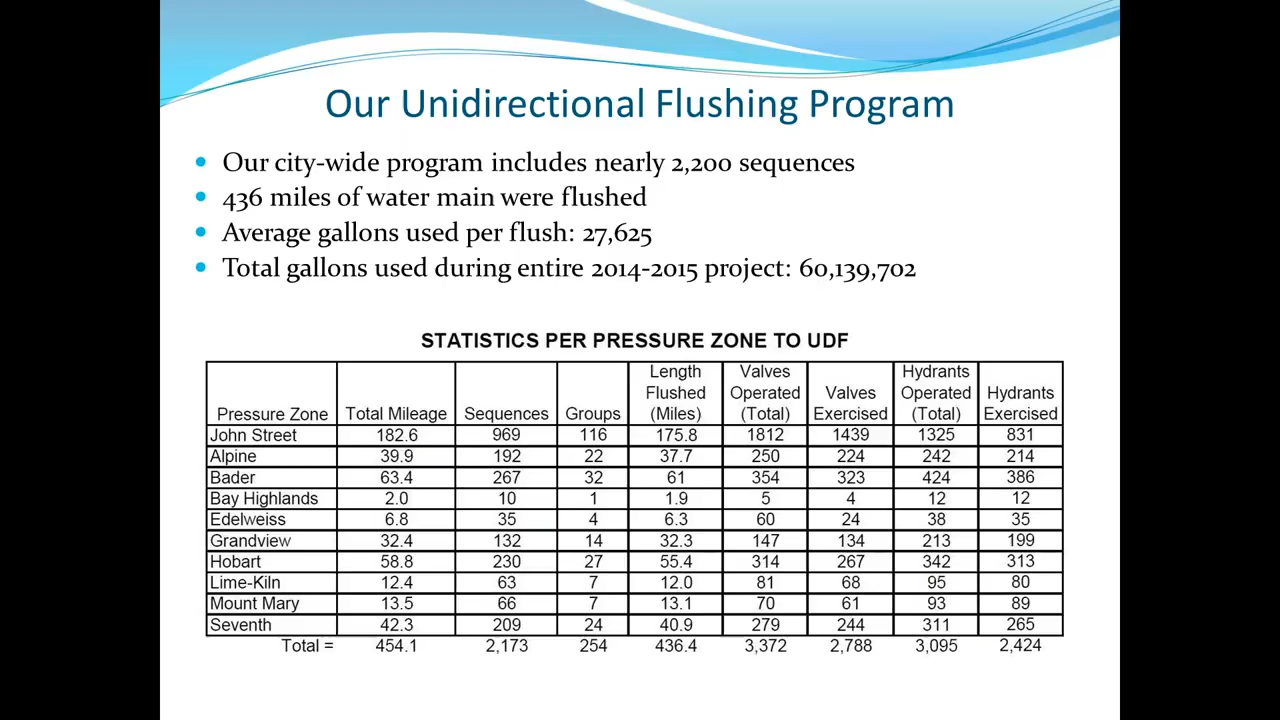 Our Unidirectional Flushing Program
• Our city-wide program includes nearly 2,200 sequences
• 436 miles of water main were flushed
• Average gallons used per flush: 27,625
• Total gallons used during entire 2014-2015 project: 60,139,702
STATISTICS PER PRESSURE ZONE TO UDF
Pressure Zone Total Mileage Sequences Groups Length Flushed (Miles) Valves Operated (Total) Valves Exercised Hydrants Operated (Total) Hydrants Exercised
John Street 182.6 969 116 175.8 1812 1439 1325 831
Alpine 39.9 192 22 37.7 250 224 242 214
Bader 63.4 267 32 61 354 323 424 386
Bay Highlands 2.0 10 1 1.9 5 4 12 12
Edelweiss 6.8 35 4 6.3 60 24 38 35
Grandview 32.4 132 14 32.3 147 134 213 199
Hobart 58.8 230 27 55.4 314 267 342 313
Lime-Kiln 12.4 63 7 12.0 81 68 95 80
Mount Mary 13.5 66 7 13.1 70 61 93 89
Seventh 42.3 209 24 40.9 279 244 311 265
Total = 454.1 2,173 254 436.4 3,372 2,788 3,095 2,424